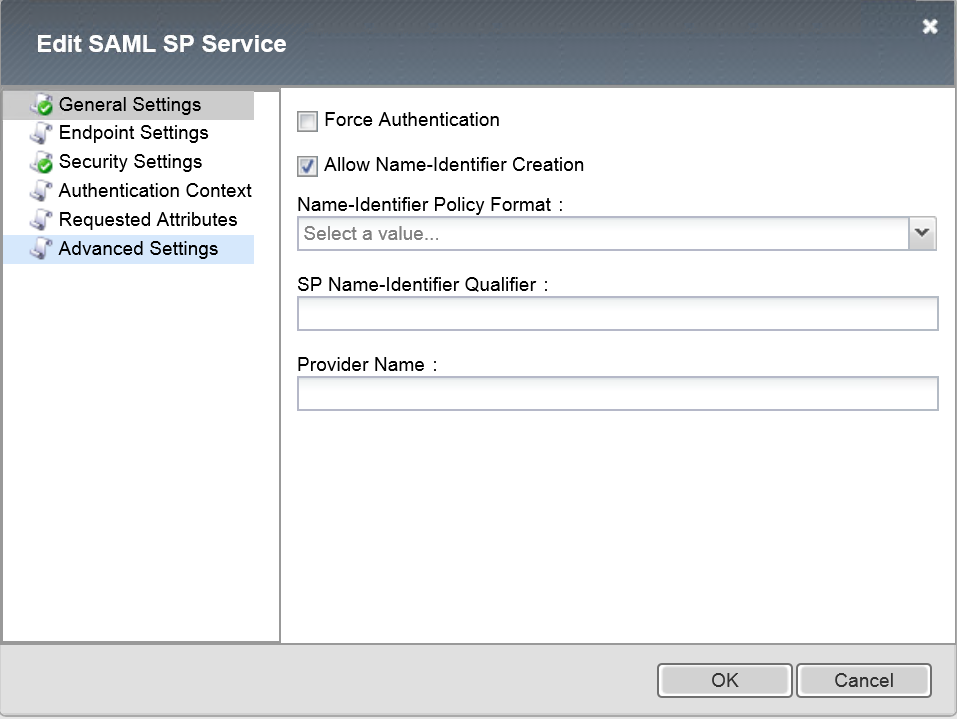 Edit SAML SP Service
General Settings
Endpoint Settings
Security Settings
Authentication Context
Requested Attributes
Advanced Settings
Force Authentication
Allow Name-Identifier Creation
Name-Identifier Policy Format :
Select a value...
SP Name-Identifier Qualifier :
Provider Name :
OK
Cancel